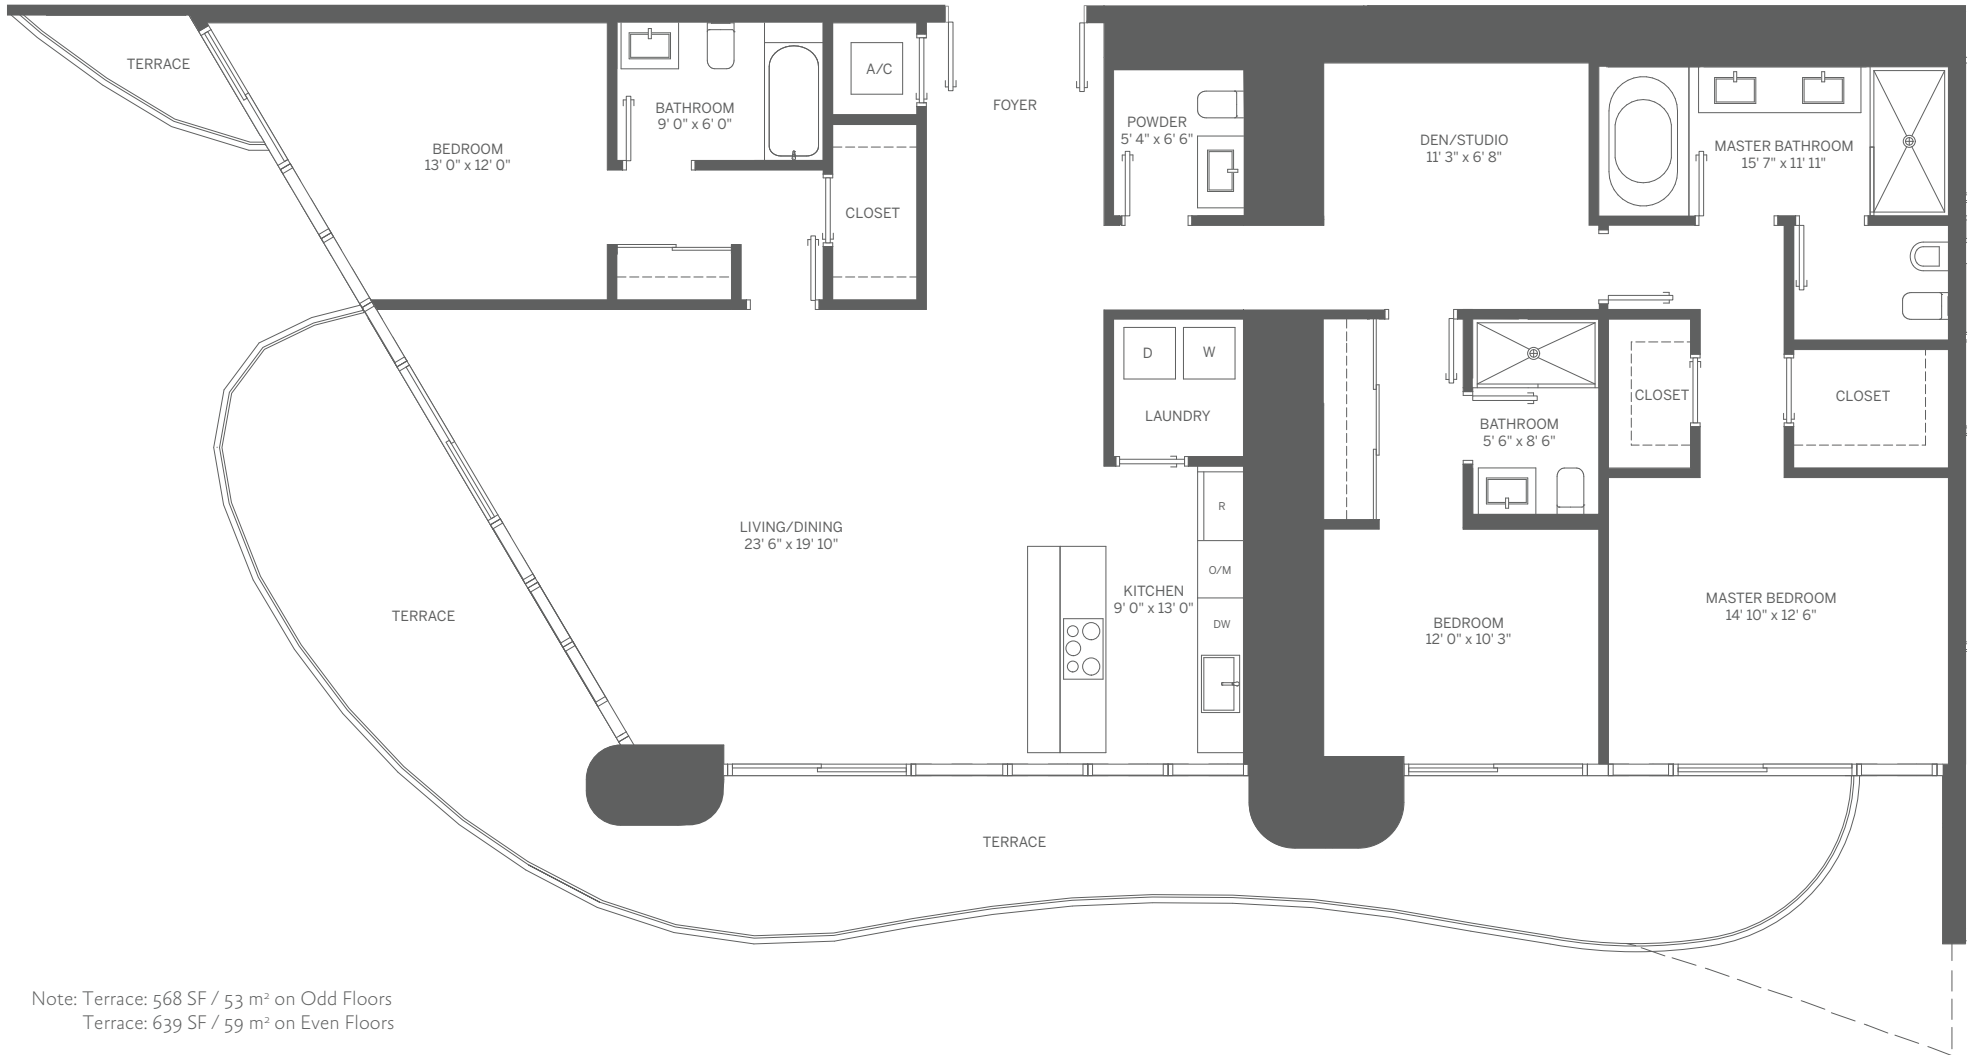 TERRACE
BEDROOM
13' 0" x 12' 0"
BATHROOM
9' 0" x 6' 0"
A/C
CLOSET
FOYER
POWDER
5' 4" x 6' 6"
DEN/STUDIO
11' 3" x 6' 8"
MASTER BATHROOM
15' 7" x 11' 11"
D
W
LAUNDRY
CLOSET
CLOSET
BATHROOM
5' 6" x 8' 6"
LIVING/DINING
23' 6" x 19' 10"
R
O/M
KITCHEN
9' 0" x 13' 0"
DW
TERRACE
BEDROOM
12' 0" x 10' 3"
MASTER BEDROOM
14' 10" x 12' 6"
TERRACE
Note: Terrace: 568 SF / 53 m² on Odd Floors
Terrace: 639 SF / 59 m² on Even Floors